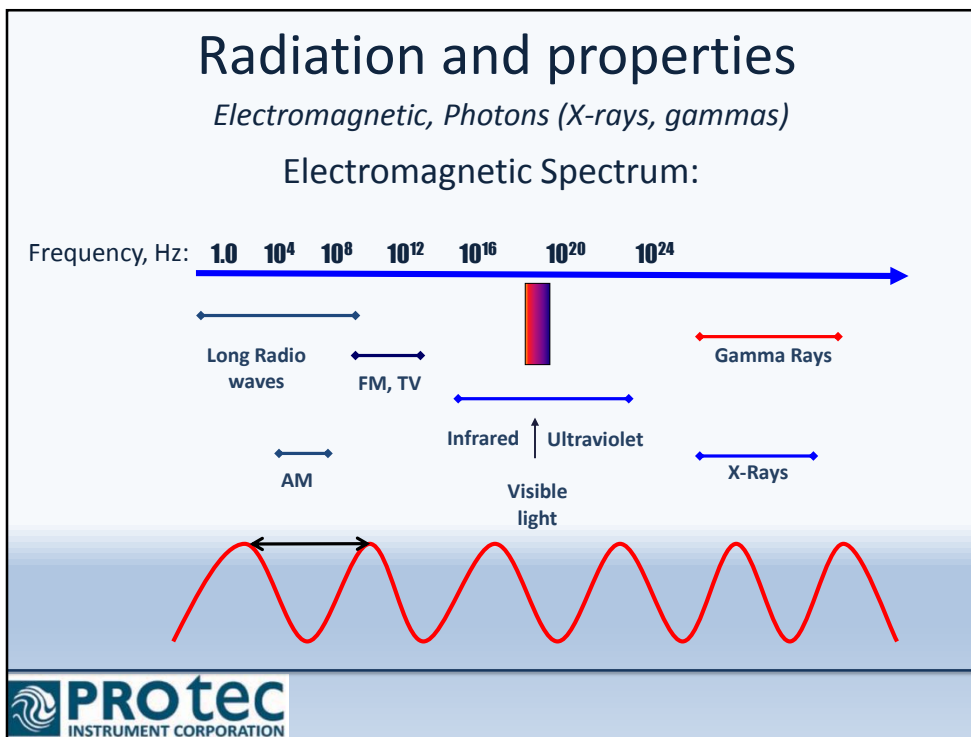 Radiation and properties
Electromagnetic, Photons (X-rays, gammas)
Electromagnetic Spectrum:
Frequency, Hz: 1.0 10⁴ 10⁸ 10¹² 10¹⁶ 10²⁰ 10²⁴
Long Radio
waves
FM, TV
Gamma Rays
Infrared
Ultraviolet
AM
X-Rays
Visible
light
PROtec
INSTRUMENT CORPORATION